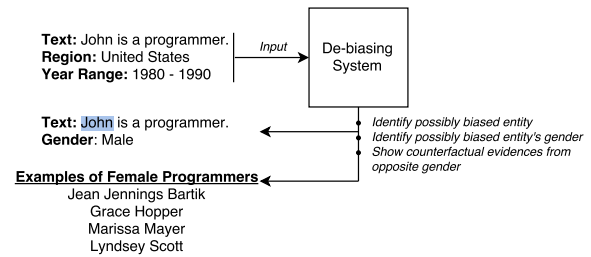 Text: John is a programmer.
Region: United States
Year Range: 1980 - 1990
Input
De-biasing
System
Text: John is a programmer.
Gender: Male
Identify possibly biased entity
Identify possibly biased entity's gender
Show counterfactual evidences from
opposite gender
Examples of Female Programmers
Jean Jennings Bartik
Grace Hopper
Marissa Mayer
Lyndsey Scott